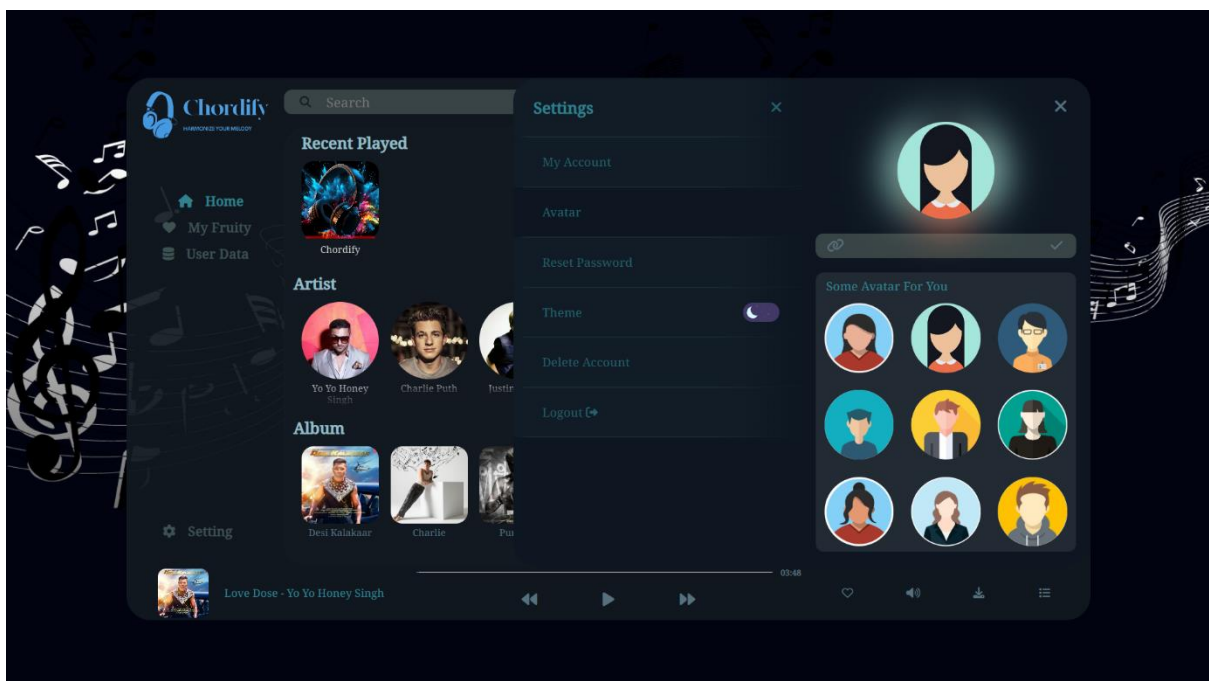 Chordify
HARMONIZE YOUR MELODY
Home
My Fruity
User Data
Setting
Search
Recent Played
Chordify
Artist
Yo Yo Honey
Singh
Charlie Puth
Justin
Album
Desi Kalakaar
Charlie
Settings
My Account
Avatar
Reset Password
Theme
Delete Account
Logout
Some Avatar For You
Love Dose - Yo Yo Honey Singh
03:48